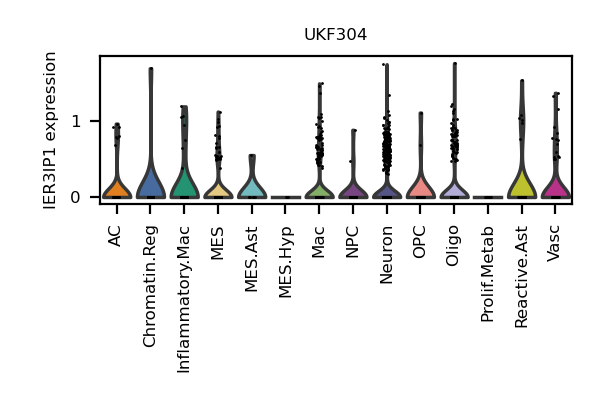 UKF304
IER3IP1 expression
1
0
AC
Chromatin.Reg
Inflammatory.Mac
MES
MES.Ast
MES.Hyp
Mac
NPC
Neuron
OPC
Oligo
Prolif.Metab
Reactive.Ast
Vasc